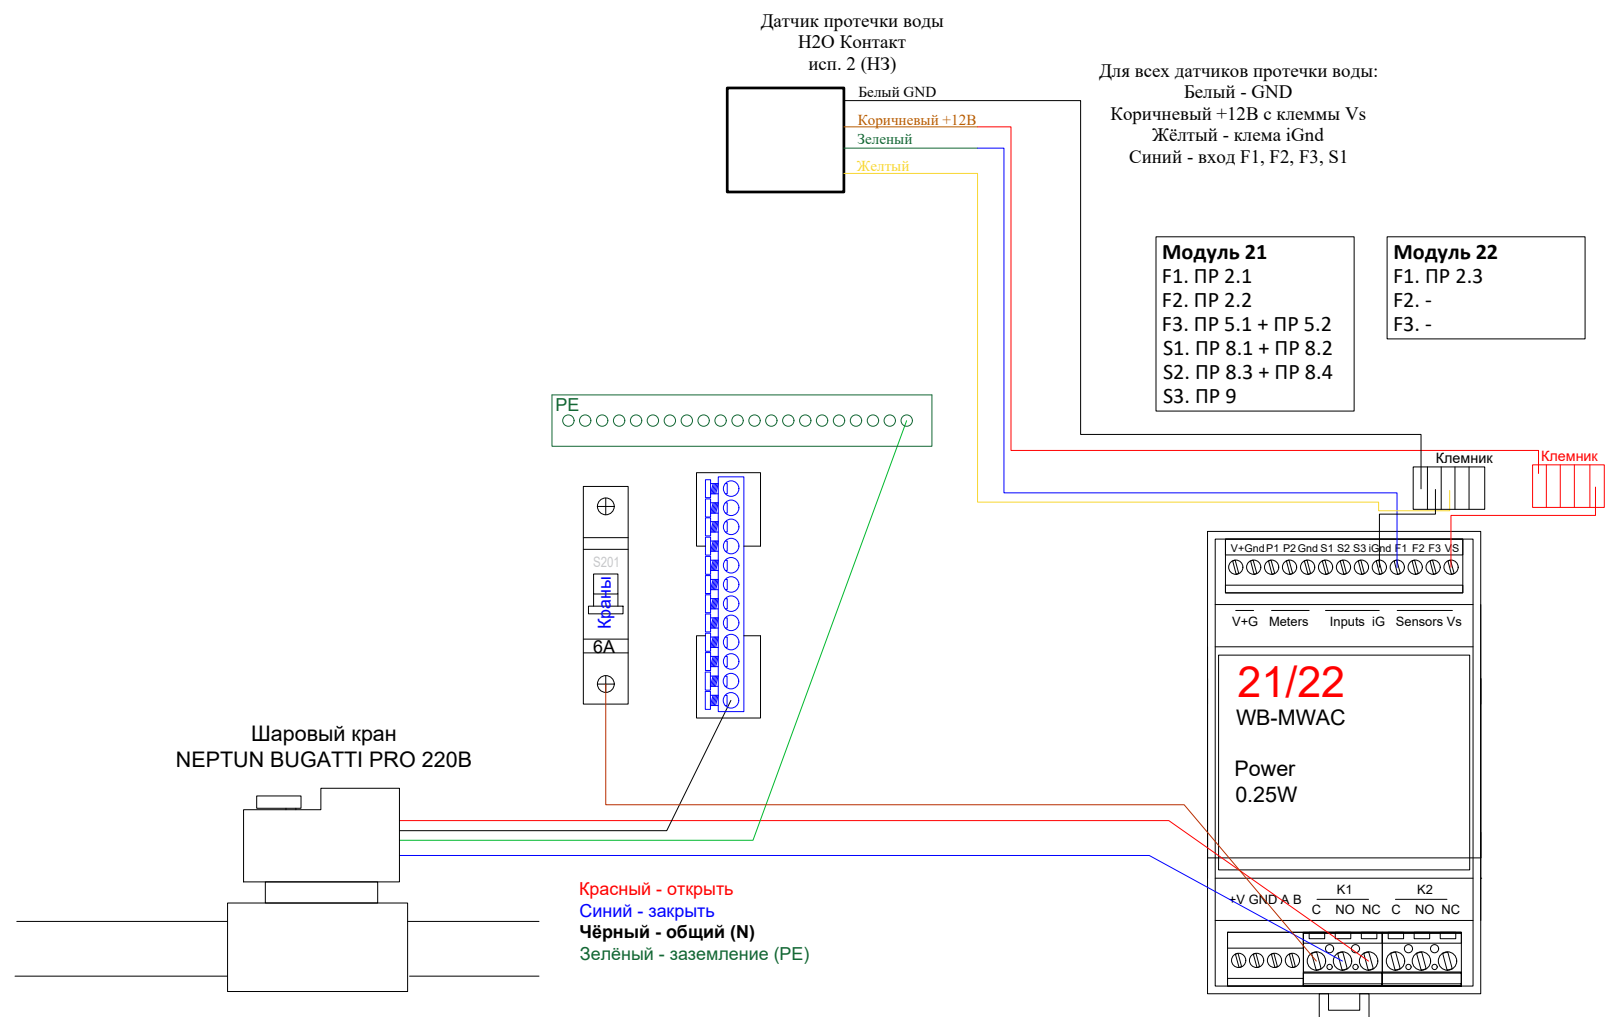 Датчик протечки воды
H2O Контакт
исп. 2 (НЗ)
Для всех датчиков протечки воды:
Белый - GND
Коричневый +12В с клеммы Vs
Жёлтый - клема iGnd
Синий - вход F1, F2, F3, S1
Белый GND
Коричневый +12В
Зеленый
Желтый
Модуль 21
F1. ПР 2.1
F2. ПР 2.2
F3. ПР 5.1 + ПР 5.2
S1. ПР 8.1 + ПР 8.2
S2. ПР 8.3 + ПР 8.4
S3. ПР 9
Модуль 22
F1. ПР 2.3
F2. -
F3. -
PE
Клемник
Клемник
S201
Краны
6А
V+ Gnd P1 P2 Gnd S1 S2 S3 iGnd F1 F2 F3 VS
V+G Meters Inputs iG Sensors Vs
21/22
WB-MWAC
Power
0.25W
Шаровый кран
NEPTUN BUGATTI PRO 220В
Красный - открыть
Синий - закрыть
Чёрный - общий (N)
Зелёный - заземление (PE)
K1 K2
+V GND A B C NO NC C NO NC